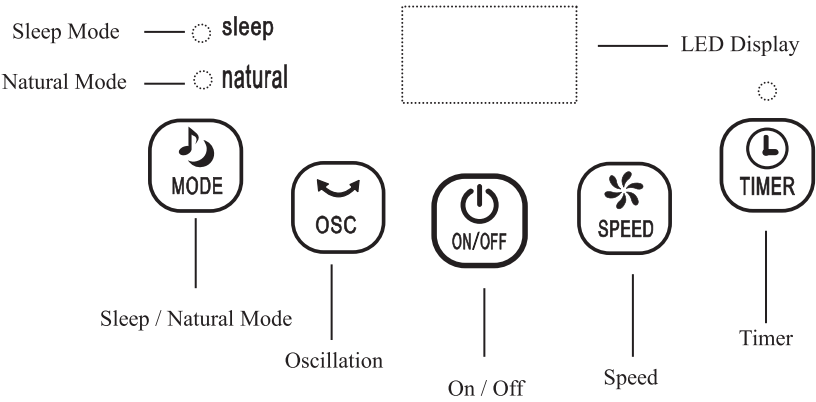 Sleep Mode
sleep
LED Display
Natural Mode
natural
MODE
OSC
ON/OFF
SPEED
TIMER
Sleep / Natural Mode
Oscillation
On / Off
Speed
Timer